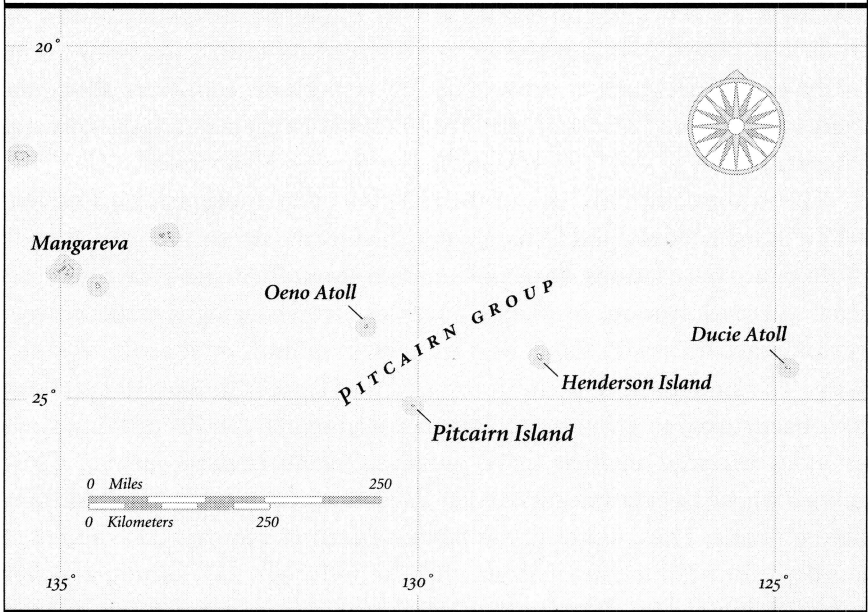 20°
Mangareva
Oeno Atoll
PITCAIRN GROUP
Ducie Atoll
Henderson Island
25°
Pitcairn Island
0 Miles 250
0 Kilometers 250
135° 130° 125°